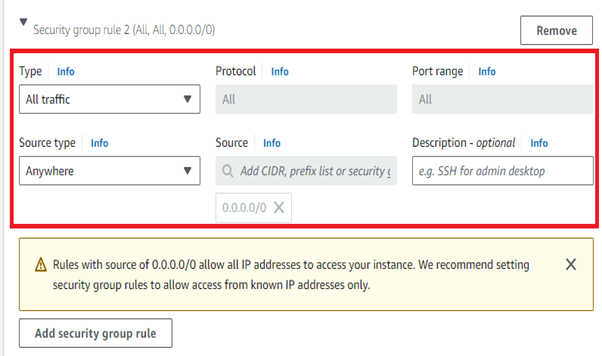 Security group rule 2 (All, All, 0.0.0.0/0)
Remove
Type Info Protocol Info Port range Info
All traffic All All
Source type Info Source Info Description - optional Info
Anywhere Add CIDR, prefix list or security g e.g. SSH for admin desktop
0.0.0.0/0
Rules with source of 0.0.0.0/0 allow all IP addresses to access your instance. We recommend setting
security group rules to allow access from known IP addresses only.
Add security group rule